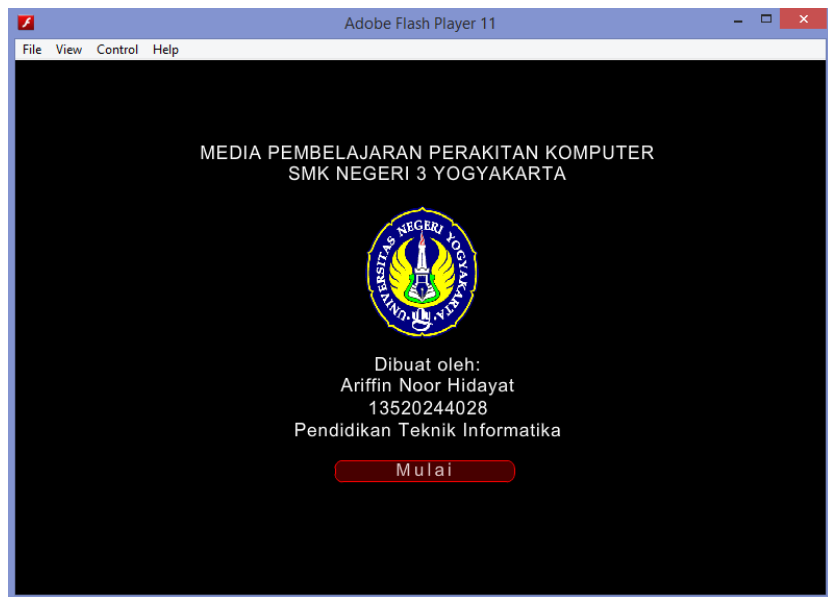 Adobe Flash Player 11
File View Control Help
MEDIA PEMBELAJARAN PERAKITAN KOMPUTER
SMK NEGERI 3 YOGYAKARTA
UNIVERSITAS NEGERI YOGYAKARTA
Dibuat oleh:
Ariffin Noor Hidayat
13520244028
Pendidikan Teknik Informatika
Mulai